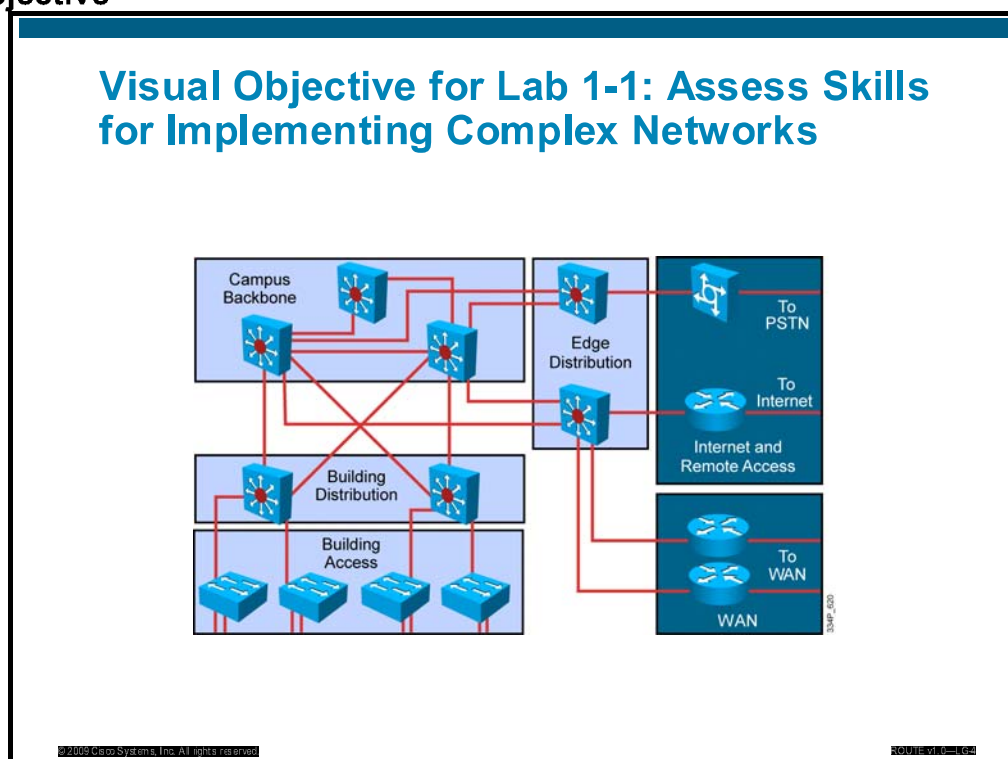 Visual Objective for Lab 1-1: Assess Skills
for Implementing Complex Networks
Campus
Backbone
Edge
Distribution
To
PSTN
To
Internet
Internet and
Remote Access
Building
Distribution
Building
Access
To
WAN
WAN
334P_620
© 2009 Cisco Systems, Inc. All rights reserved.
ROUTE v1.0—LG-4